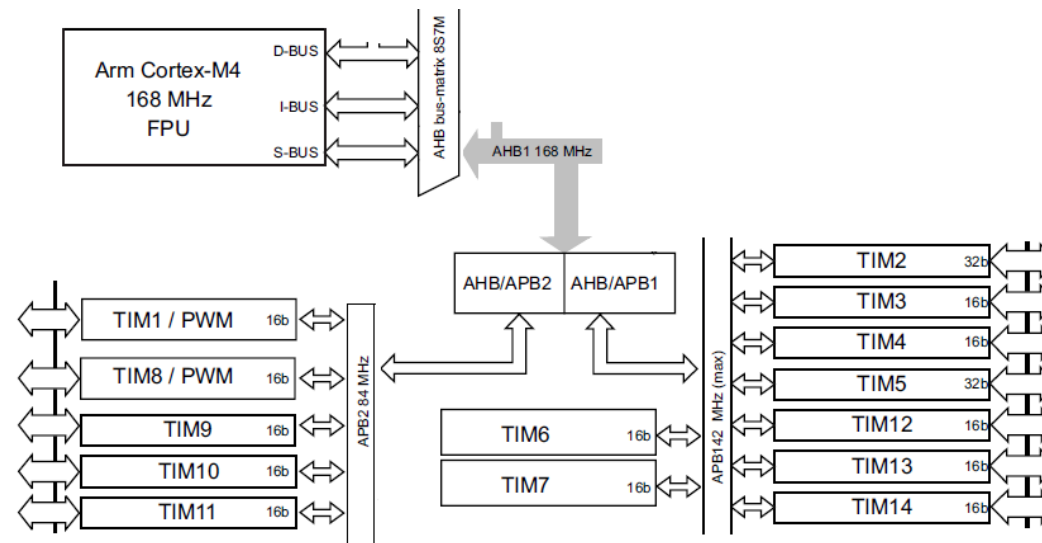 D-BUS
Arm Cortex-M4
168 MHz
FPU
I-BUS
S-BUS
AHB bus-matrix 8S7M
AHB1 168 MHz
AHB/APB2
AHB/APB1
TIM1 / PWM 16b
TIM8 / PWM 16b
TIM9 16b
TIM10 16b
TIM11 16b
APB2 84 MHz
TIM6 16b
TIM7 16b
APB142 MHz (max)
TIM2 32b
TIM3 16b
TIM4 16b
TIM5 32b
TIM12 16b
TIM13 16b
TIM14 16b